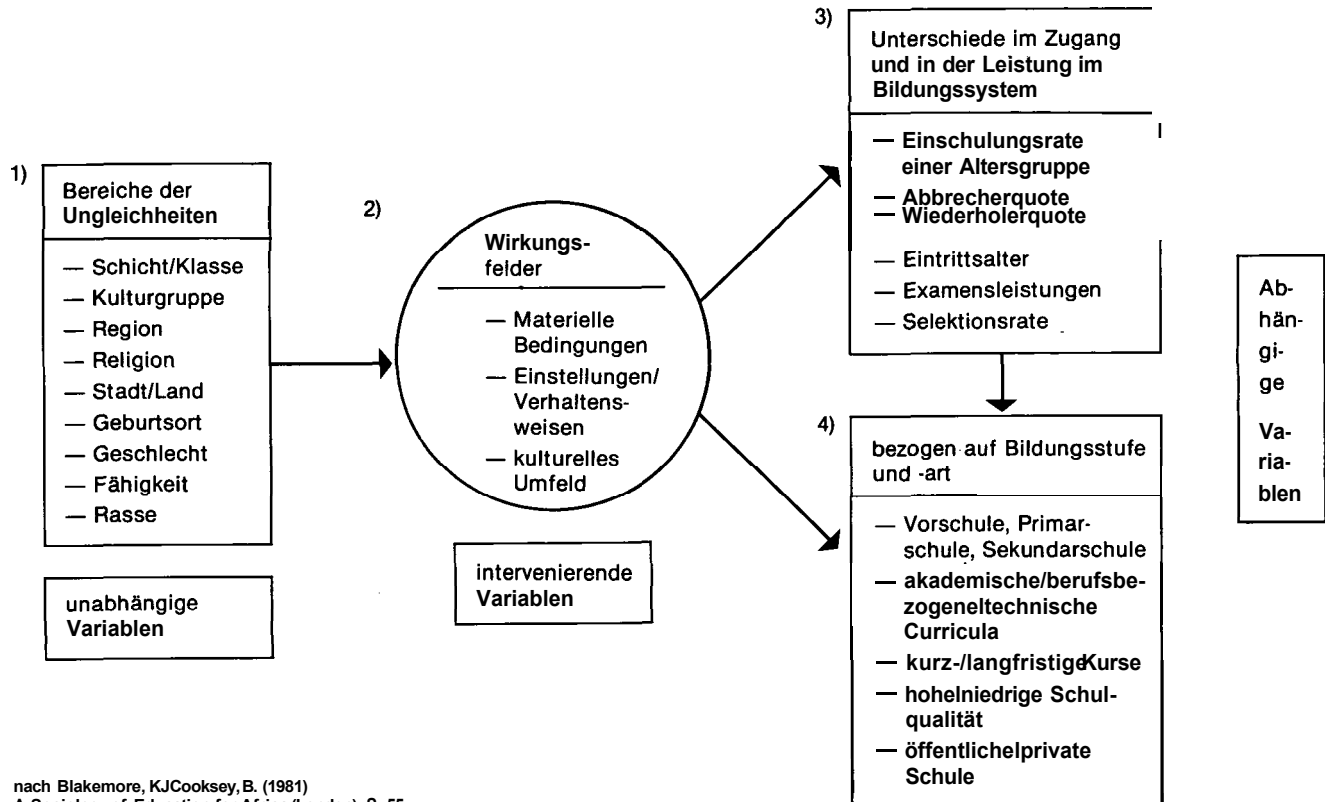 1)
Bereiche der
Ungleichheiten
— Schicht/Klasse
— Kulturgruppe
— Region
— Religion
— Stadt/Land
— Geburtsort
— Geschlecht
— Fähigkeit
— Rasse
unabhängige
Variablen
2)
Wirkungs-
felder
— Materielle
Bedingungen
— Einstellungen/
Verhaltens-
weisen
— kulturelles
Umfeld
intervenierende
Variablen
3)
Unterschiede im Zugang
und in der Leistung im
Bildungssystem
— Einschulungsrate
einer Altersgruppe
— Abbrecherquote
— Wiederholerquote
— Eintrittsalter
— Examensleistungen
— Selektionsrate
4)
bezogen auf Bildungsstufe
und -art
— Vorschule, Primar-
schule, Sekundarschule
— akademische/berufsbe-
zogeneltechnische
Curricula
— kurz-/langfristigeKurse
— hohelniedrige Schul-
qualität
— öffentlichelprivate
Schule
Ab-
hän-
gi-
ge
Va-
ria-
blen
nach Blakemore, KJCooksey, B. (1981)